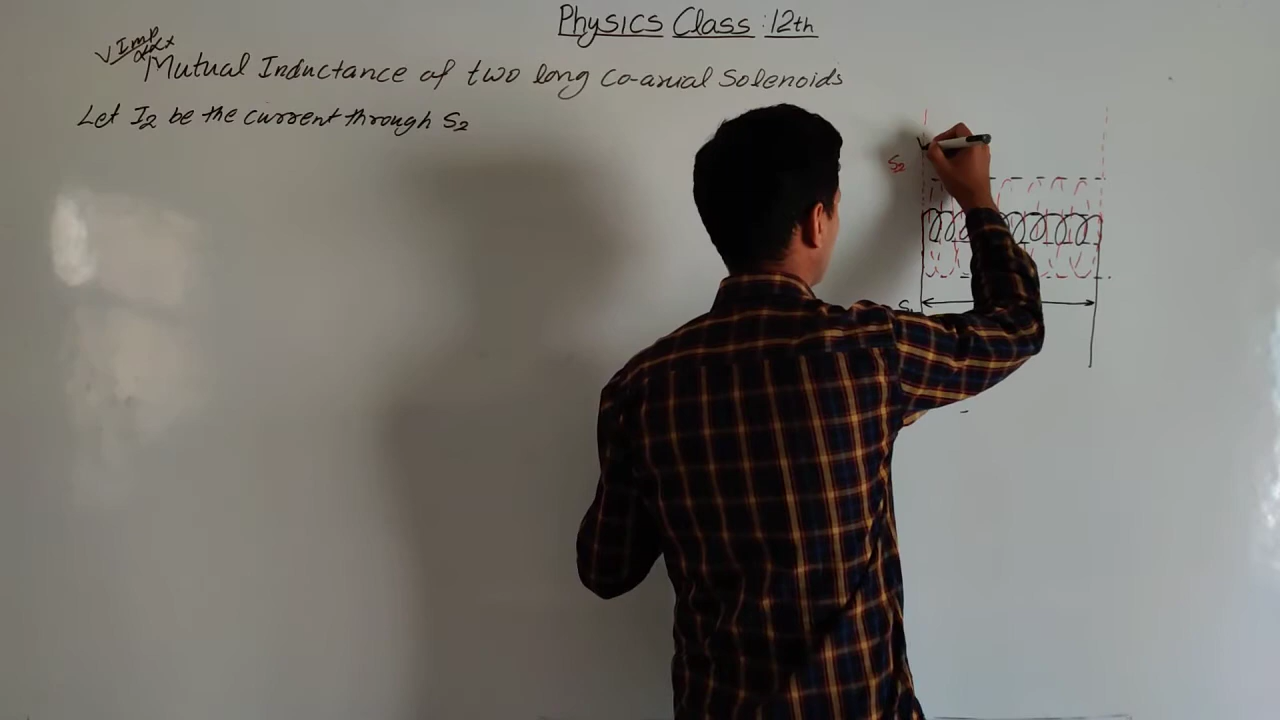 Physics Class : 12th
V Imp
Mutual Inductance of two long Co-axial Solenoids
Let I2 be the current through S2
S2
S1